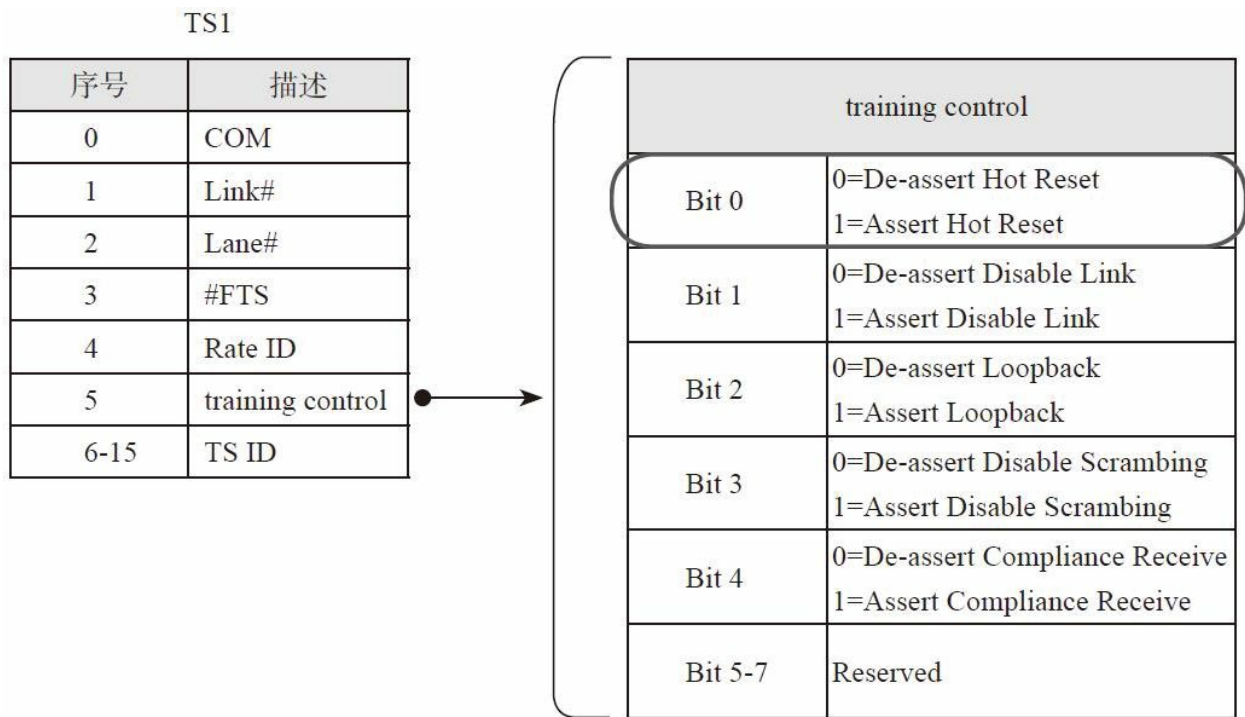 TS1
序号 描述
0 COM
1 Link#
2 Lane#
3 #FTS
4 Rate ID
5 training control
6-15 TS ID
training control
Bit 0
0=De-assert Hot Reset
1=Assert Hot Reset
Bit 1
0=De-assert Disable Link
1=Assert Disable Link
Bit 2
0=De-assert Loopback
1=Assert Loopback
Bit 3
0=De-assert Disable Scrambing
1=Assert Disable Scrambing
Bit 4
0=De-assert Compliance Receive
1=Assert Compliance Receive
Bit 5-7 Reserved